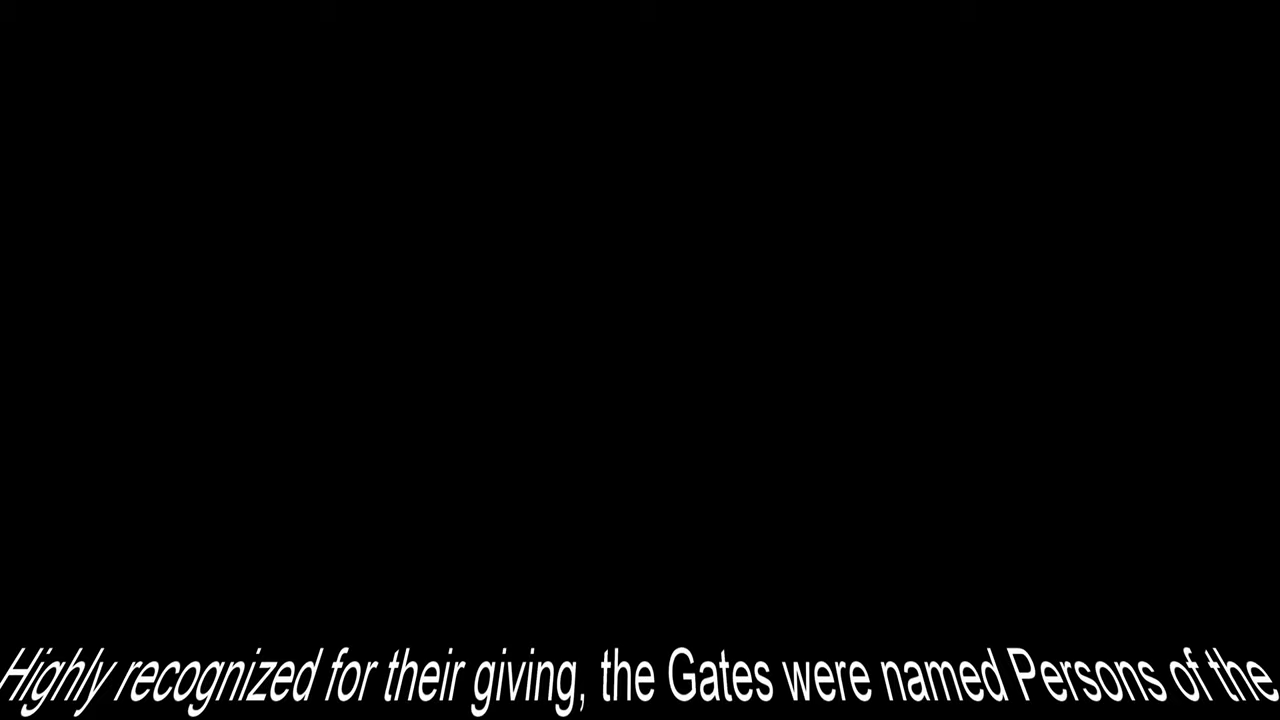 Highly recognized for their giving, the Gates were named Persons of the